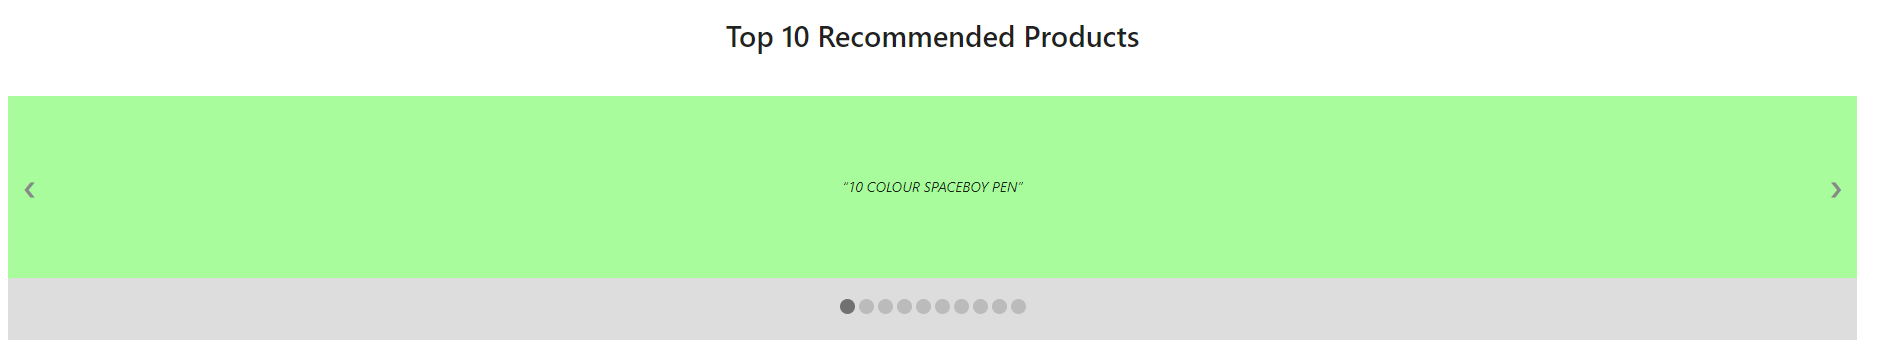 Top 10 Recommended Products
❮ “10 COLOUR SPACEBOY PEN” ❯